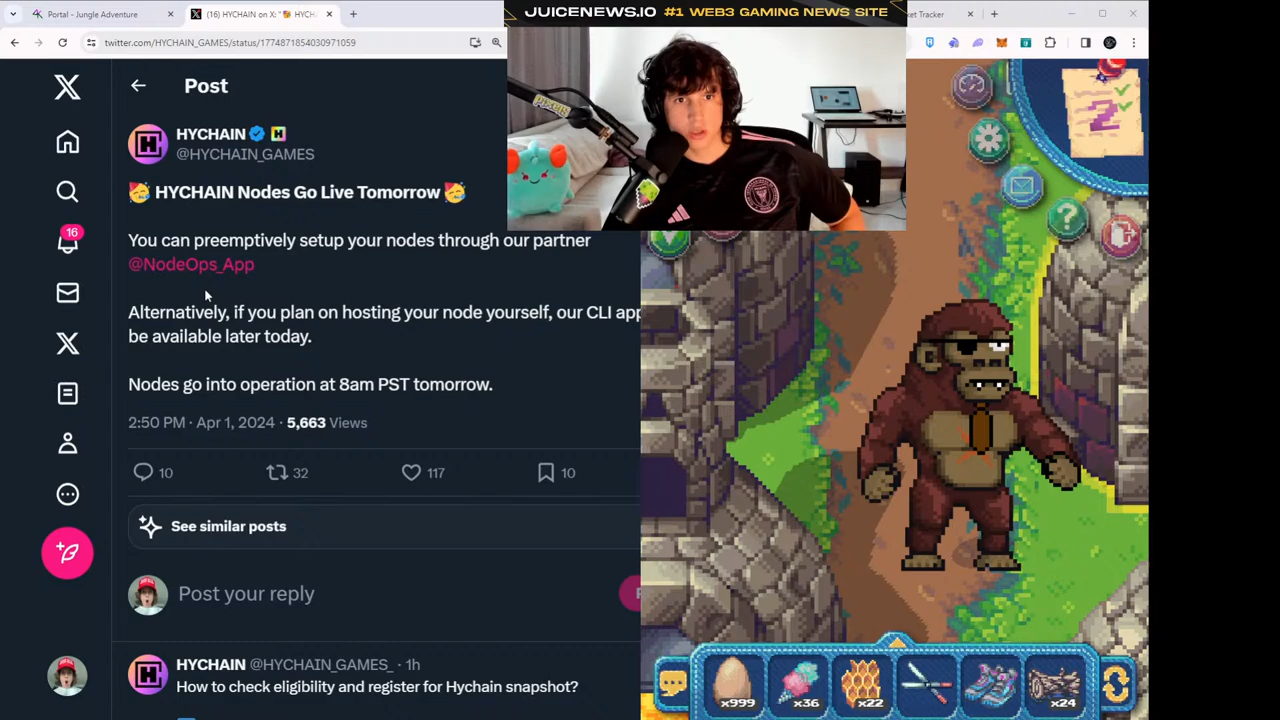 Portal - Jungle Adventure
(16) HYCHAIN on X: "🥳 HYCHAIN
JUICENEWS.IO #1 WEB3 GAMING NEWS SITE
ket Tracker
twitter.com/HYCHAIN_GAMES/status/1774871854030971059
Post
HYCHAIN
@HYCHAIN_GAMES
🥳 HYCHAIN Nodes Go Live Tomorrow 🥳
You can preemptively setup your nodes through our partner
@NodeOps_App
Alternatively, if you plan on hosting your node yourself, our CLI app
be available later today.
Nodes go into operation at 8am PST tomorrow.
2:50 PM · Apr 1, 2024 · 5,663 Views
10 32 117 10
See similar posts
Post your reply
HYCHAIN @HYCHAIN_GAMES_ · 1h
How to check eligibility and register for Hychain snapshot?
16
PIXELS
2
?
x999
x36
x22
x24